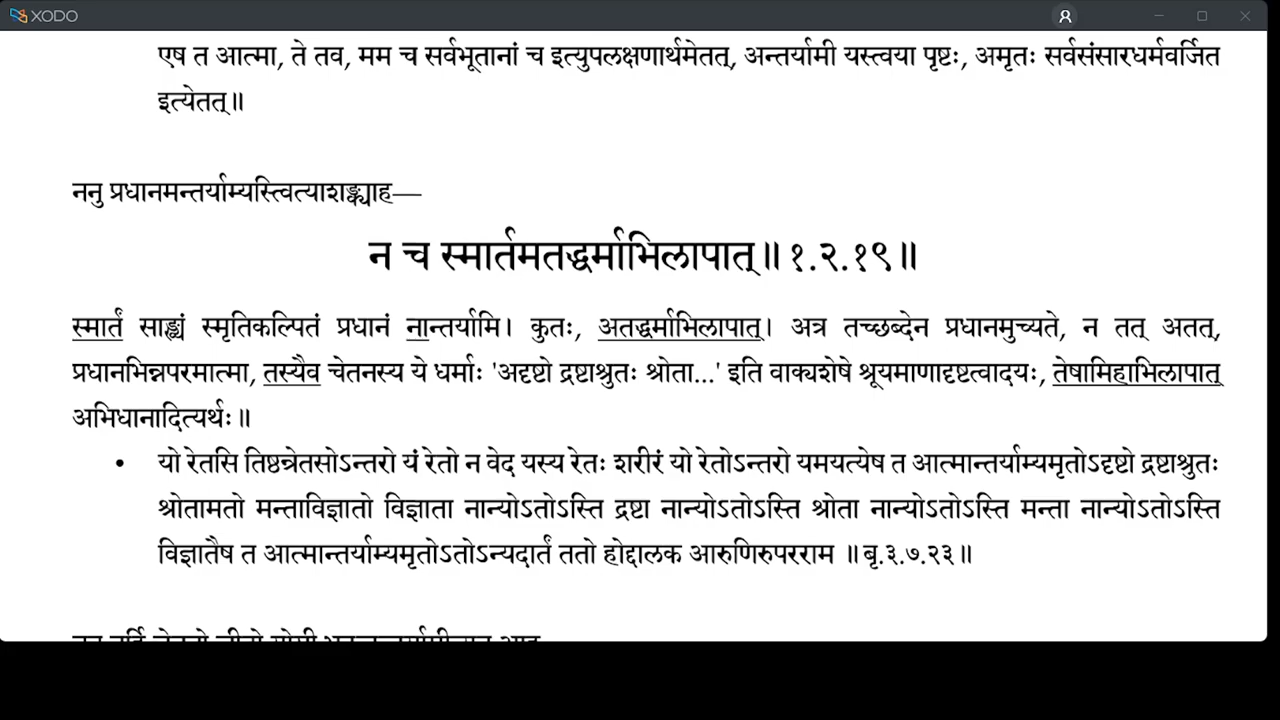 XODO
एष त आत्मा, ते तव, मम च सर्वभूतानां च इत्युपलक्षणार्थमेतत्, अन्तर्यामी यस्त्वया पृष्टः, अमृतः सर्वसंसारधर्मवर्जित
इत्येतत्॥
ननु प्रधानमन्तर्याम्यस्त्वित्याशङ्क्याह—
न च स्मार्तमतद्धर्माभिलापात्॥ १.२.१९॥
स्मार्तं साङ्ख्यं स्मृतिकल्पितं प्रधानं नान्तर्यामि। कुतः, अतद्धर्माभिलापात्। अत्र तच्छब्देन प्रधानमुच्यते, न तत् अतत्,
प्रधानभिन्नपरमात्मा, तस्यैव चेतनस्य ये धर्माः 'अदृष्टो द्रष्टाश्रुतः श्रोता...' इति वाक्यशेषे श्रूयमाणादृष्टत्वादयः, तेषामिहाभिलापात्
अभिधानादित्यर्थः॥
• यो रेतसि तिष्ठन्रेतसोऽन्तरो यं रेतो न वेद यस्य रेतः शरीरं यो रेतोऽन्तरो यमयत्येष त आत्मान्तर्याम्यमृतोऽदृष्टो द्रष्टाश्रुतः
श्रोतामतो मन्ताविज्ञातो विज्ञाता नान्योऽतोऽस्ति द्रष्टा नान्योऽतोऽस्ति श्रोता नान्योऽतोऽस्ति मन्ता नान्योऽतोऽस्ति
विज्ञातैष त आत्मान्तर्याम्यमृतोऽतोऽन्यदार्तं ततो होद्दालक आरुणिरुपरराम ॥ बृ.३.७.२३॥